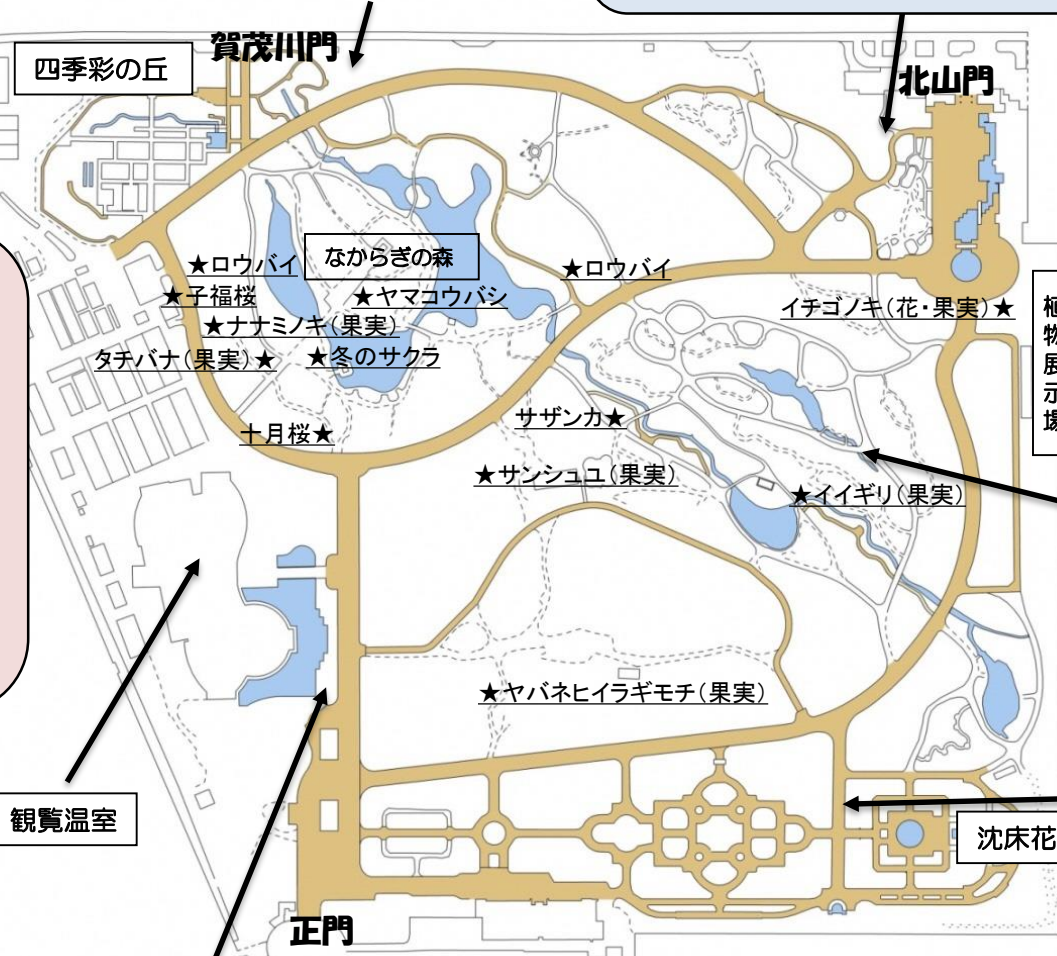 賀茂川門
四季彩の丘
北山門
★ロウバイ
なからぎの森
★ロウバイ
★子福桜
★ヤマコウバシ
イチゴノキ(花・果実)★
★ナナミノキ(果実)
タチバナ(果実)★
★冬のサクラ
植
物
展
示
場
サザンカ★
十月桜★
★サンシュユ(果実)
★イイギリ(果実)
★ヤバネヒイラギモチ(果実)
観覧温室
沈床花
正門